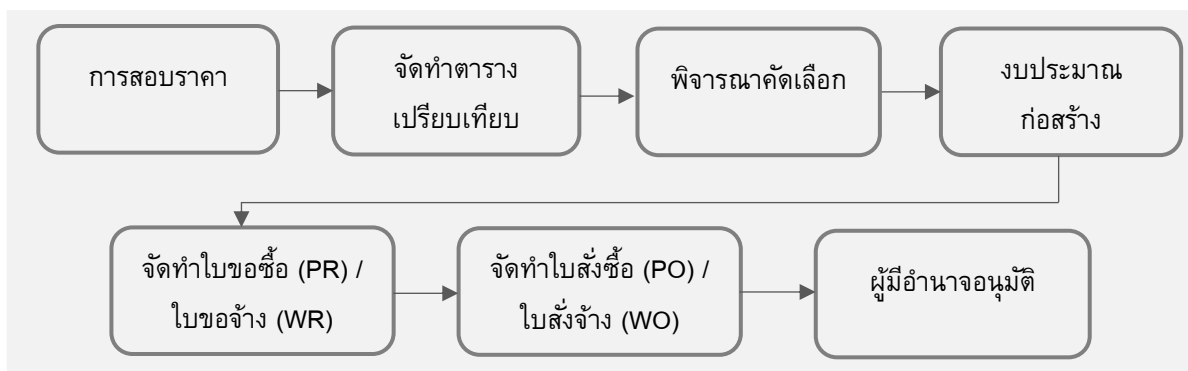 การสอบราคา
จัดทำตาราง
เปรียบเทียบ
พิจารณาคัดเลือก
งบประมาณ
ก่อสร้าง
จัดทำใบขอซื้อ (PR) /
ใบขอจ้าง (WR)
จัดทำใบสั่งซื้อ (PO) /
ใบสั่งจ้าง (WO)
ผู้มีอำนาจอนุมัติ